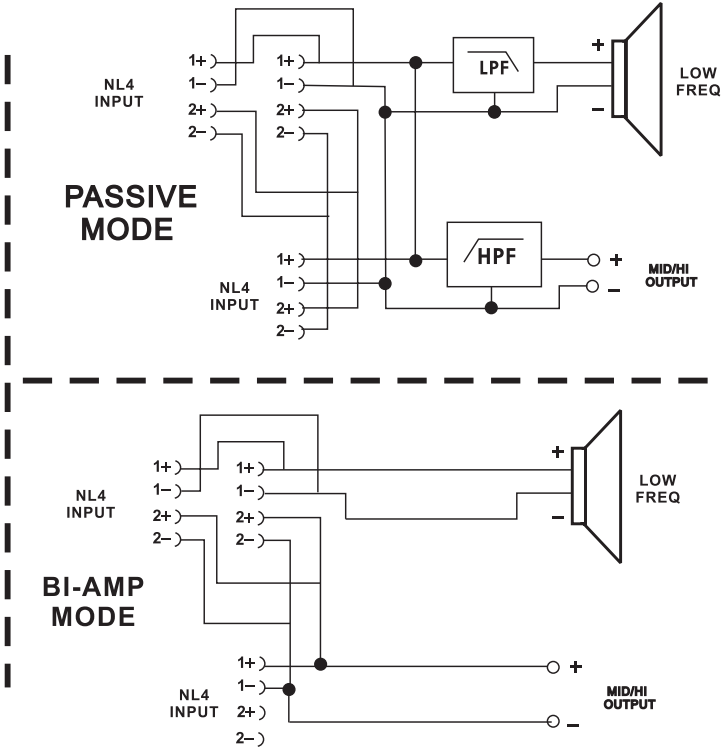 1+ 1+
1− 1−
NL4
INPUT
2+ 2+
2− 2−
+
LPF
LOW
FREQ
−
PASSIVE
MODE
1+
1−
2+
2−
NL4
INPUT
HPF
+
−
MID/HI
OUTPUT
1+ 1+
1− 1−
NL4
INPUT
2+ 2+
2− 2−
+
−
LOW
FREQ
BI-AMP
MODE
1+
1−
2+
2−
NL4
INPUT
+
−
MID/HI
OUTPUT